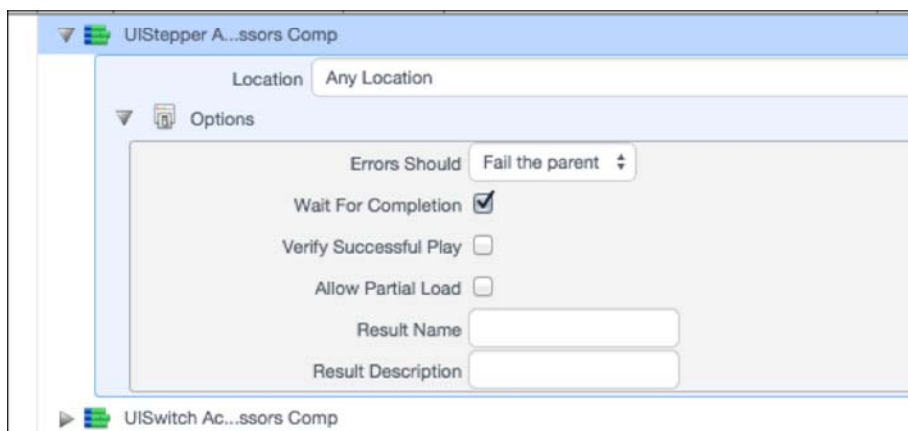 UIStepper A...ssors Comp
Location Any Location
Options
Errors Should Fail the parent
Wait For Completion
Verify Successful Play
Allow Partial Load
Result Name
Result Description
UISwitch Ac...ssors Comp